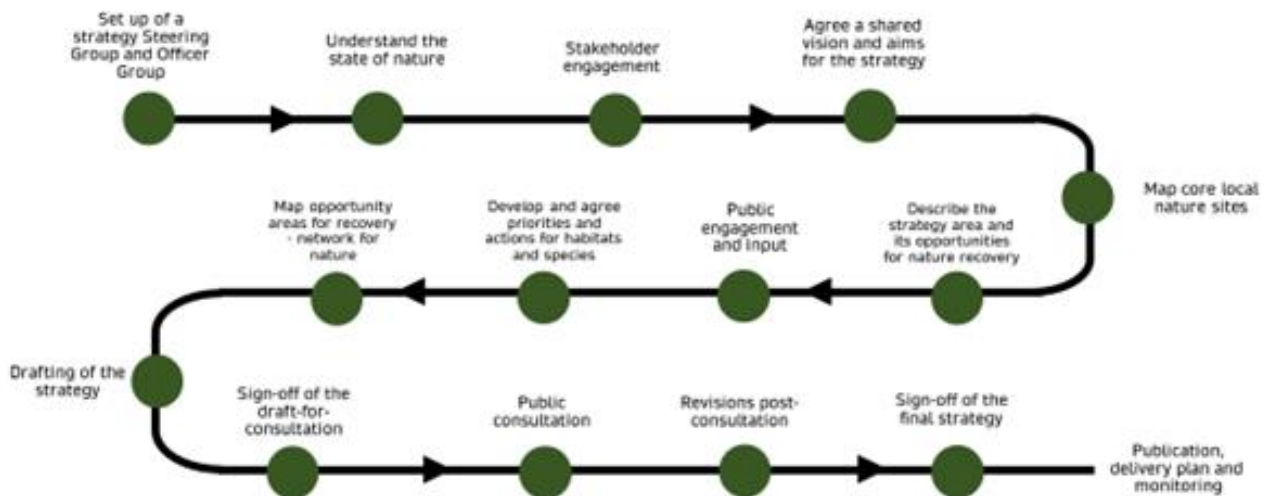 Set up of a
strategy Steering
Group and Officer
Group
Understand the
state of nature
Stakeholder
engagement
Agree a shared
vision and aims
for the strategy
Map core local
nature sites
Describe the
strategy area and
its opportunities
for nature recovery
Public
engagement
and input
Develop and agree
priorities and
actions for habitats
and species
Map opportunity
areas for recovery
- network for
nature
Drafting of the
strategy
Sign-off of the
draft-for-
consultation
Public
consultation
Revisions post-
consultation
Sign-off of the
final strategy
Publication,
delivery plan and
monitoring